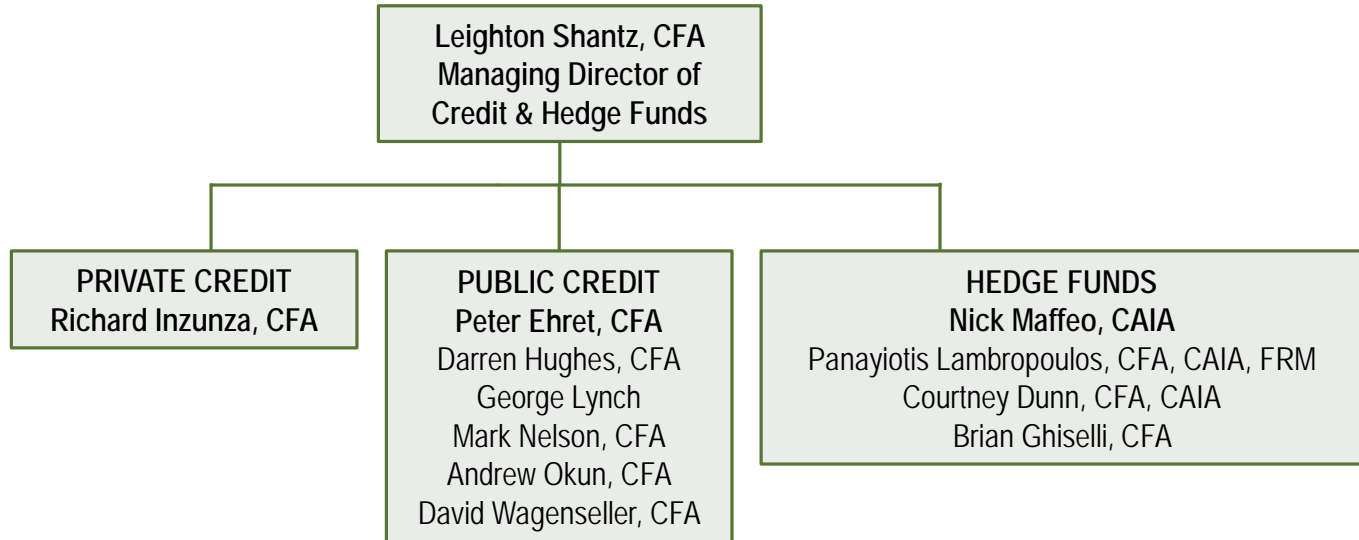 Leighton Shantz, CFA
Managing Director of
Credit & Hedge Funds
PRIVATE CREDIT
Richard Inzunza, CFA
PUBLIC CREDIT
Peter Ehret, CFA
Darren Hughes, CFA
George Lynch
Mark Nelson, CFA
Andrew Okun, CFA
David Wagenseller, CFA
HEDGE FUNDS
Nick Maffeo, CAIA
Panayiotis Lambropoulos, CFA, CAIA, FRM
Courtney Dunn, CFA, CAIA
Brian Ghiselli, CFA